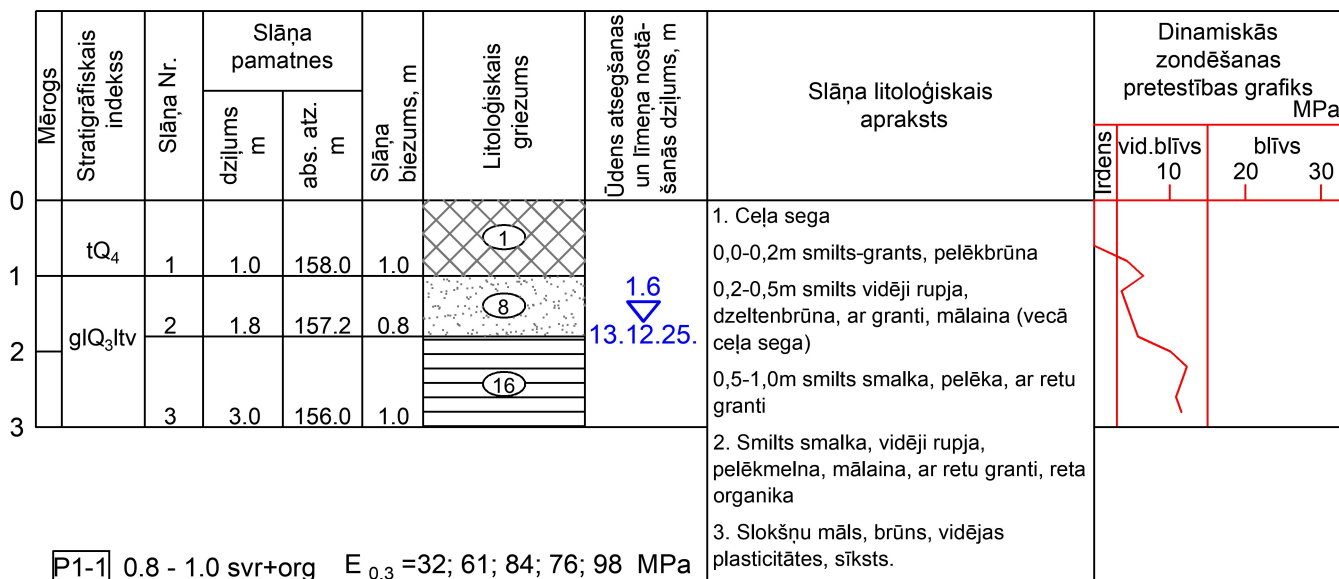 Mērogs
Stratigrāfiskais
indekss
Slāņa Nr.
Slāņa
pamatnes
dziļums
m
abs. atz.
m
Slāņa
biezums, m
Litoloģiskais
griezums
Ūdens atsegšanas
un līmeņa nostā-
šanās dziļums, m
Slāņa litoloģiskais
apraksts
Dinamiskās
zondēšanas
pretestības grafiks
MPa
Irdens
vid.blīvs
blīvs
10
20
30
0
1
2
3
tQ4
glQ3ltv
1 1.0 158.0 1.0
2 1.8 157.2 0.8
3 3.0 156.0 1.0
1
8
16
1.6
13.12.25.
1. Ceļa sega
0,0-0,2m smilts-grants, pelēkbrūna
0,2-0,5m smilts vidēji rupja,
dzeltenbrūna, ar granti, mālaina (vecā
ceļa sega)
0,5-1,0m smilts smalka, pelēka, ar retu
granti
2. Smilts smalka, vidēji rupja,
pelēkmelna, mālaina, ar retu granti, reta
organika
3. Slokšņu māls, brūns, vidējas
plasticitātes, sīksts.
P1-1 0.8 - 1.0 svr+org E 0,3 =32; 61; 84; 76; 98 MPa